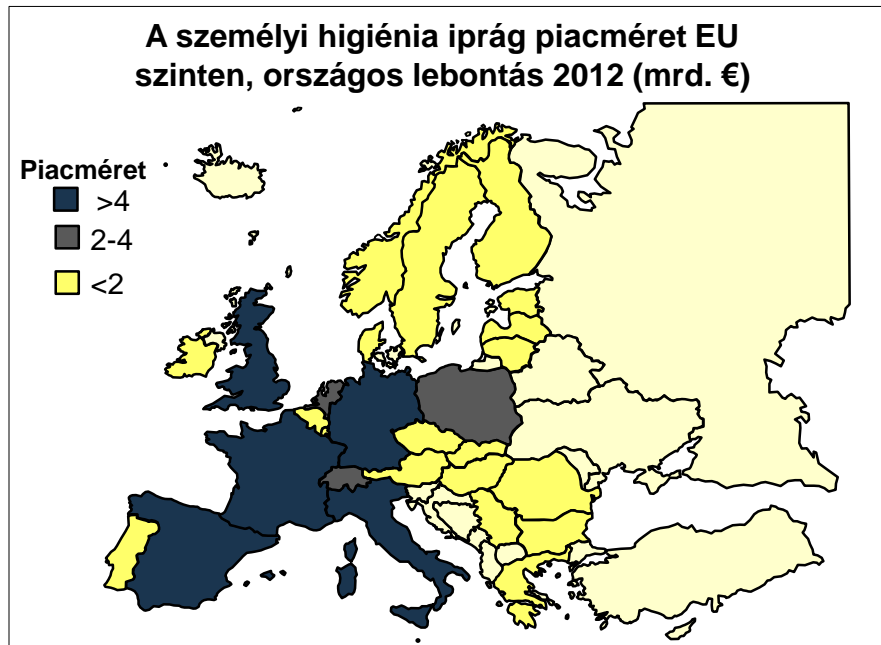 A személyi higiénia iprág piacméret EU
szinten, országos lebontás 2012 (mrd. €)
Piacméret
>4
2-4
<2